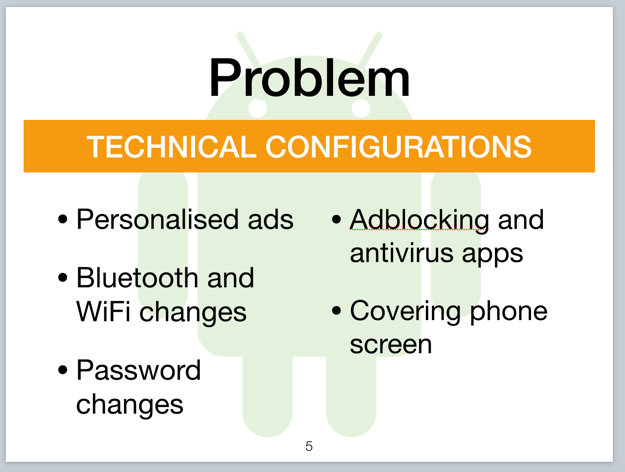 Problem
TECHNICAL CONFIGURATIONS
• Personalised ads
• Bluetooth and
WiFi changes
• Password
changes
• Adblocking and
antivirus apps
• Covering phone
screen
5